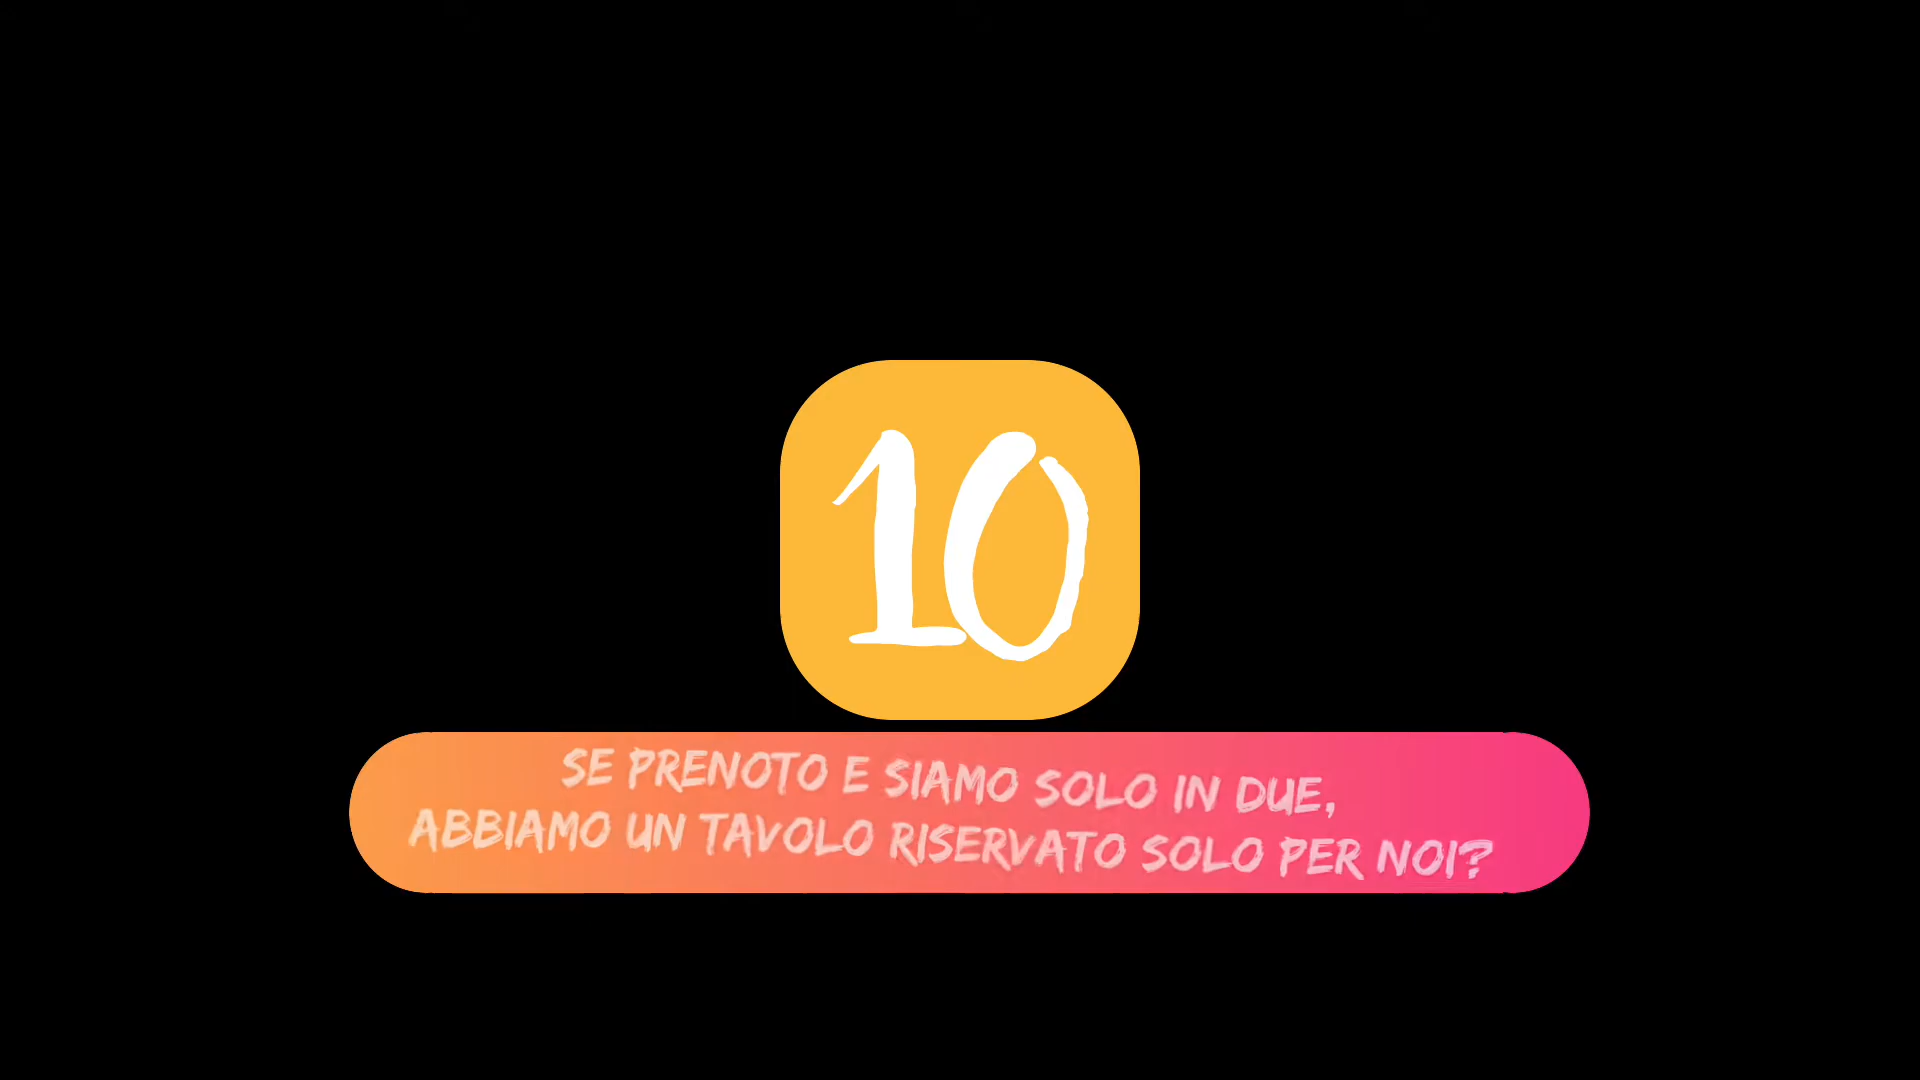 10
SE PRENOTO E SIAMO SOLO IN DUE,
ABBIAMO UN TAVOLO RISERVATO SOLO PER NOI?